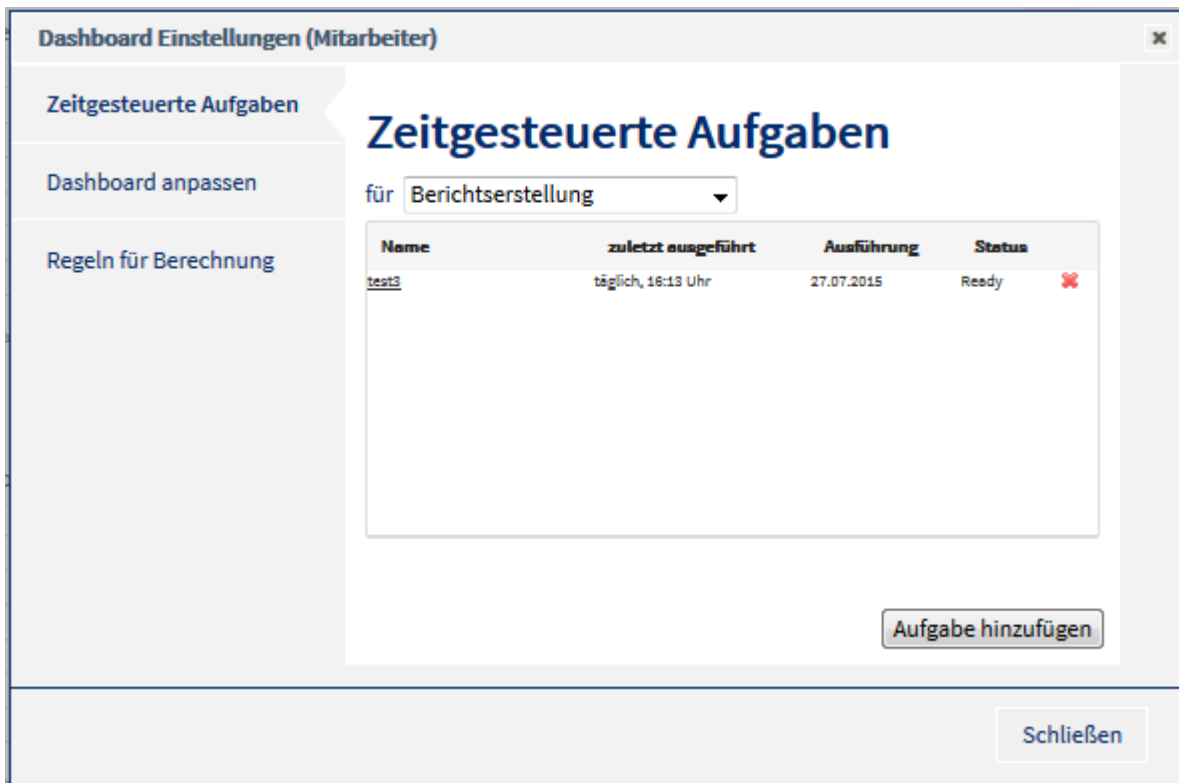 Dashboard Einstellungen (Mitarbeiter)
Zeitgesteuerte Aufgaben
Dashboard anpassen
Regeln für Berechnung
Zeitgesteuerte Aufgaben
für Berichtserstellung
Name zuletzt ausgeführt Ausführung Status
test3 täglich, 16:13 Uhr 27.07.2015 Ready
Aufgabe hinzufügen
Schließen